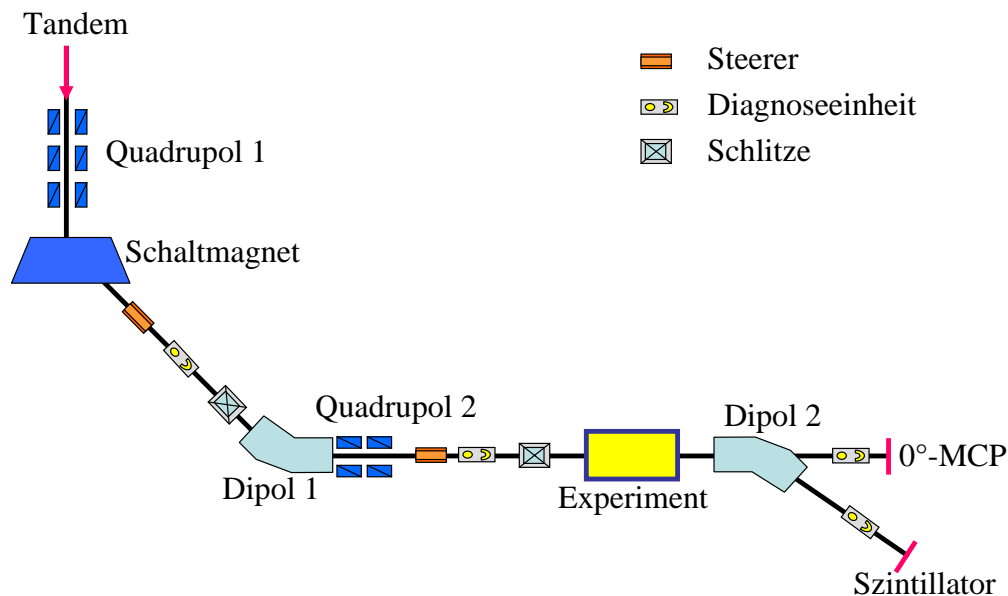 Tandem
Steerer
Diagnoseeinheit
Schlitze
Quadrupol 1
Schaltmagnet
Quadrupol 2
Dipol 2
0°-MCP
Dipol 1
Experiment
Szintillator